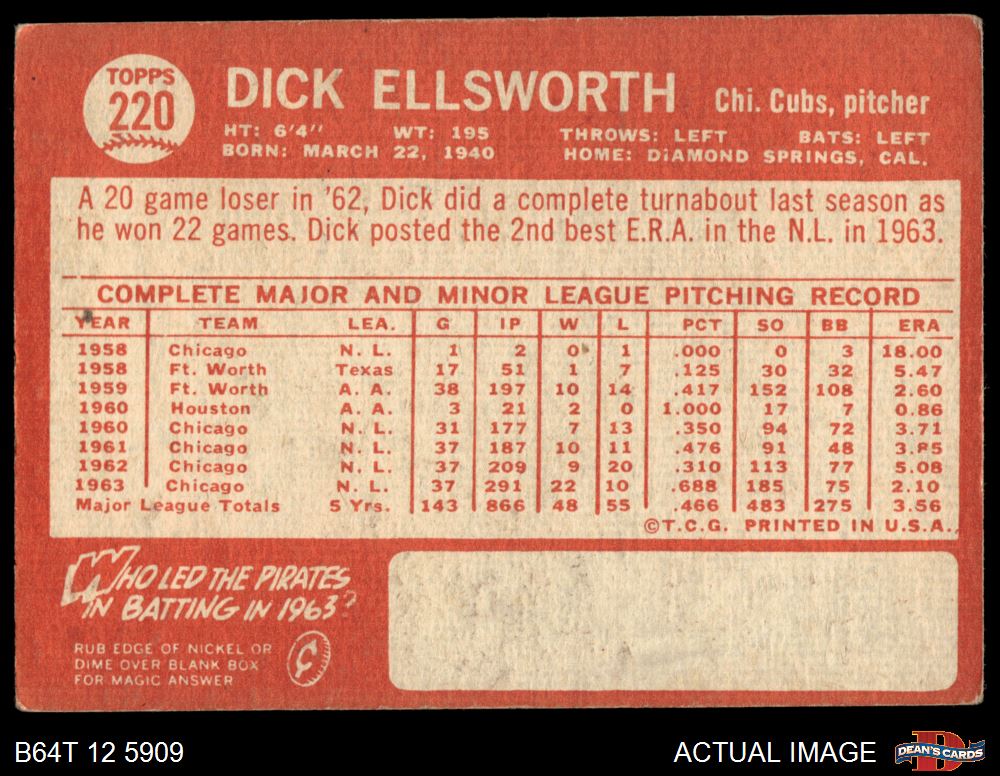 TOPPS
220
DICK ELLSWORTH Chi. Cubs, pitcher
HT: 6'4" WT: 195 THROWS: LEFT BATS: LEFT
BORN: MARCH 22, 1940 HOME: DIAMOND SPRINGS, CAL.
A 20 game loser in '62, Dick did a complete turnabout last season as
he won 22 games. Dick posted the 2nd best E.R.A. in the N.L. in 1963.
COMPLETE MAJOR AND MINOR LEAGUE PITCHING RECORD
YEAR TEAM LEA. G IP W L PCT SO BB ERA
1958 Chicago N. L. 1 2 0 1 .000 0 3 18.00
1958 Ft. Worth Texas 17 51 1 7 .125 30 32 5.47
1959 Ft. Worth A. A. 38 197 10 14 .417 152 108 2.60
1960 Houston A. A. 3 21 2 0 1.000 17 7 0.86
1960 Chicago N. L. 31 177 7 13 .350 94 72 3.71
1961 Chicago N. L. 37 187 10 11 .476 91 48 3.85
1962 Chicago N. L. 37 209 9 20 .310 113 77 5.08
1963 Chicago N. L. 37 291 22 10 .688 185 75 2.10
Major League Totals 5 Yrs. 143 866 48 55 .466 483 275 3.56
©T.C.G. PRINTED IN U.S.A.
WHO LED THE PIRATES
IN BATTING IN 1963?
RUB EDGE OF NICKEL OR
DIME OVER BLANK BOX
FOR MAGIC ANSWER
B64T 12 5909 ACTUAL IMAGE DEAN'S CARDS